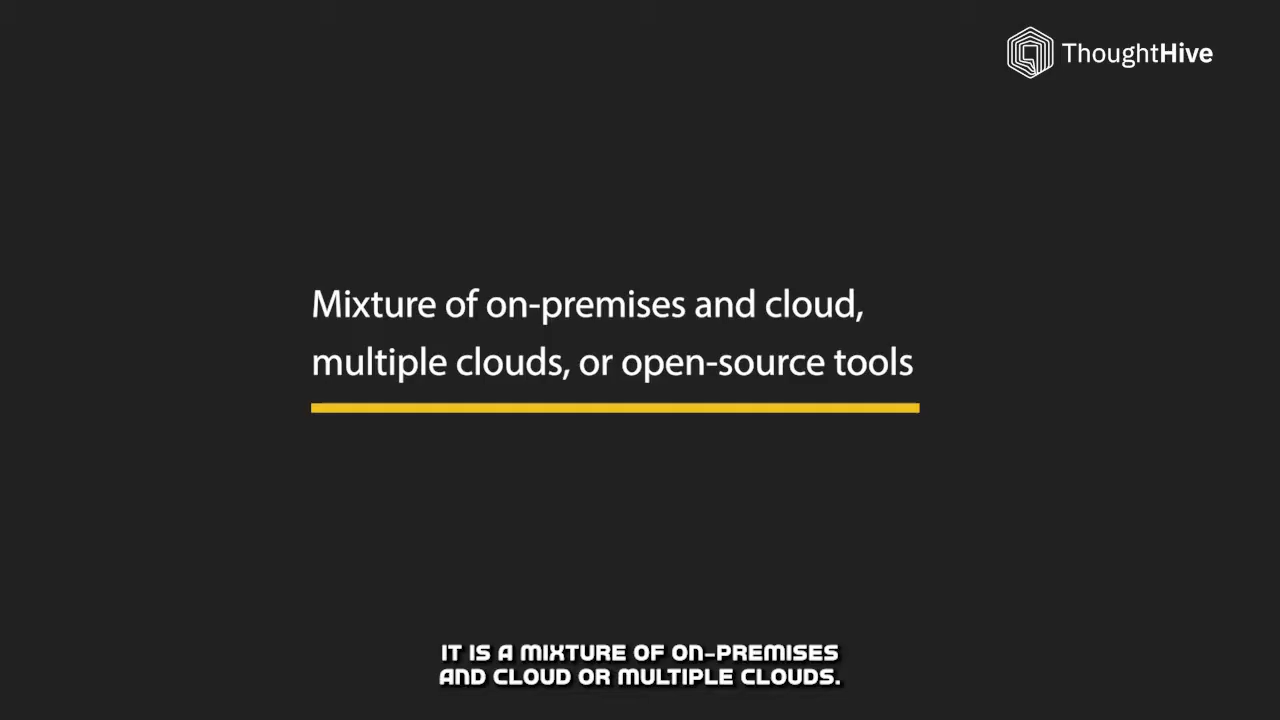 ThoughtHive
Mixture of on-premises and cloud,
multiple clouds, or open-source tools
IT IS A MIXTURE OF ON-PREMISES
AND CLOUD OR MULTIPLE CLOUDS.